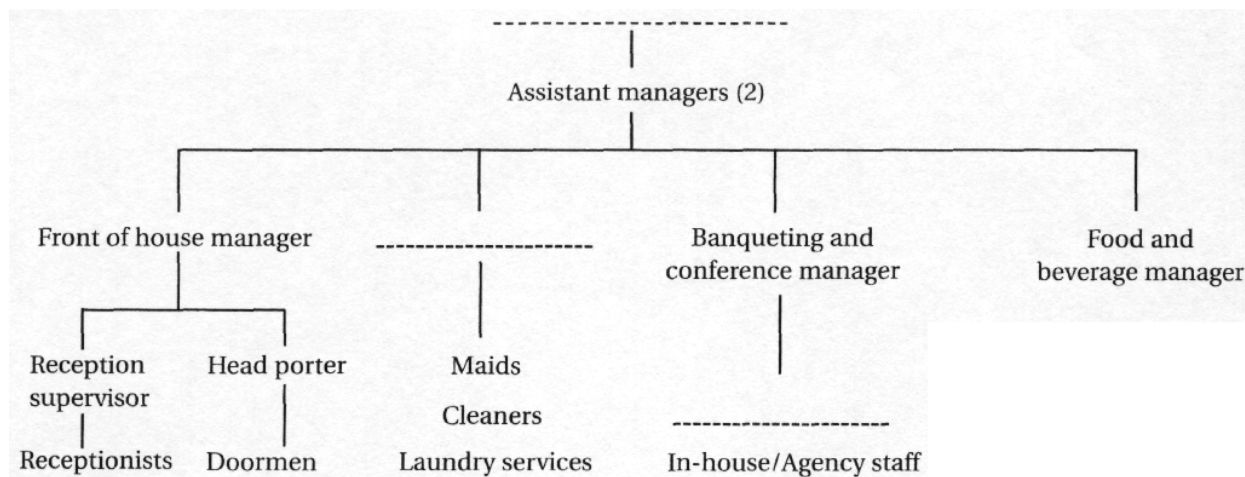 Assistant managers (2)
Front of house manager
Banqueting and
conference manager
Food and
beverage manager
Reception
supervisor
Head porter
Maids
Cleaners
Receptionists
Doormen
Laundry services
In-house/Agency staff